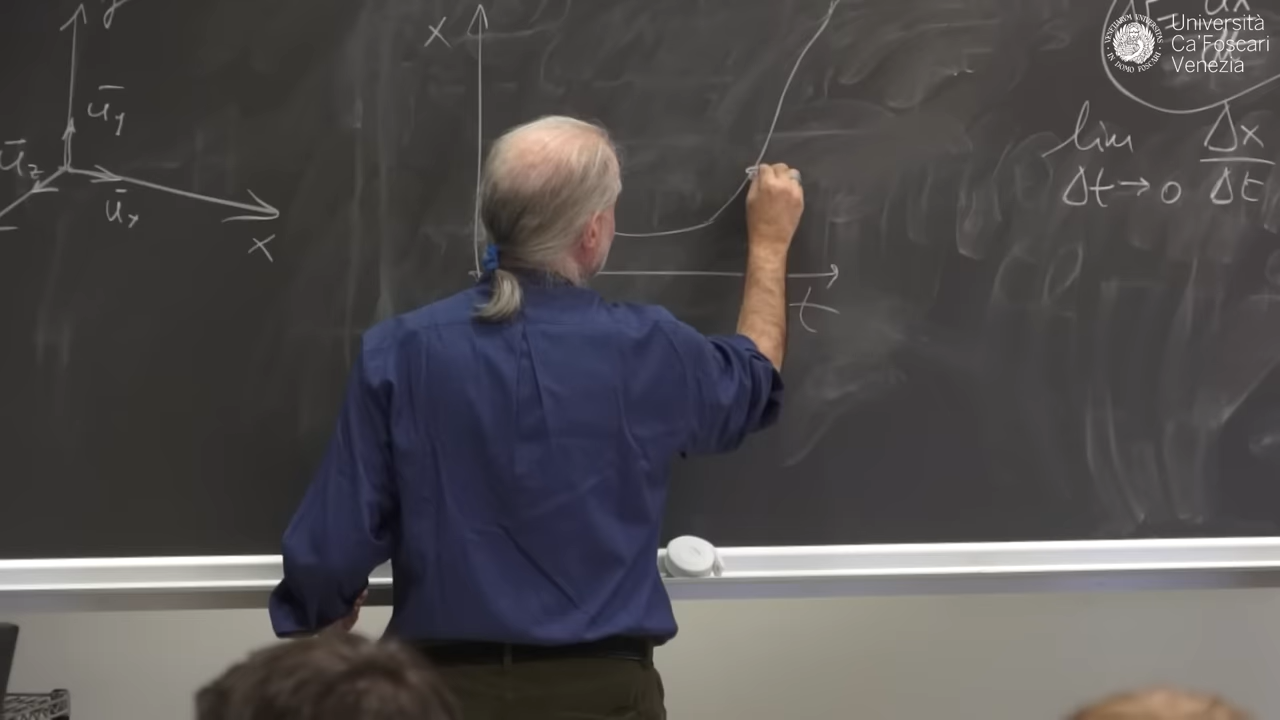 y
ū_y
ū_z
ū_x
x
x
t
lim Δx
Δt→0 Δt
Università
Ca'Foscari
Venezia